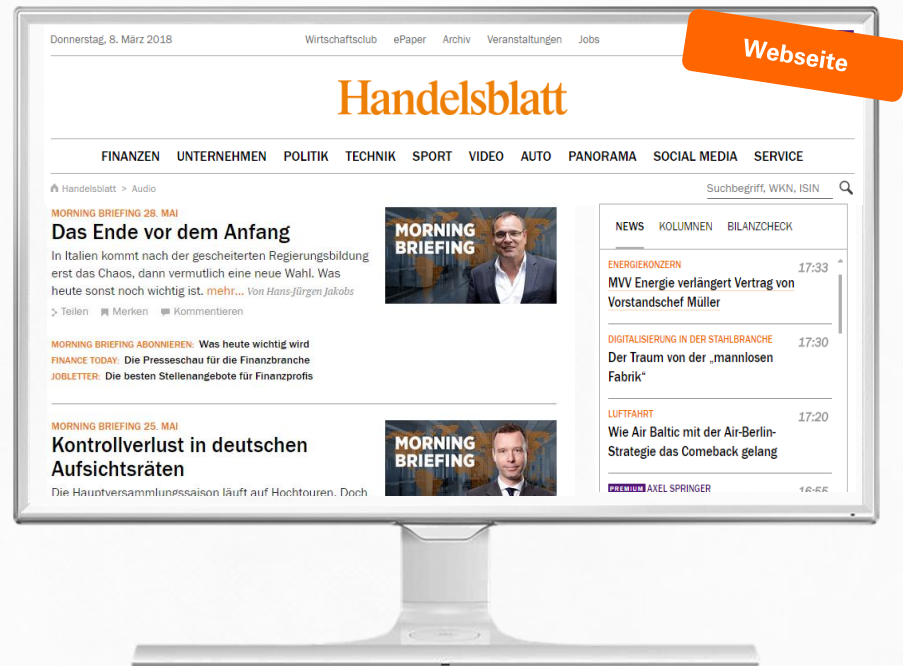 Donnerstag, 8. März 2018
Wirtschaftsclub ePaper Archiv Veranstaltungen Jobs
Webseite
Handelsblatt
FINANZEN UNTERNEHMEN POLITIK TECHNIK SPORT VIDEO AUTO PANORAMA SOCIAL MEDIA SERVICE
Handelsblatt > Audio
Suchbegriff, WKN, ISIN
MORNING BRIEFING 28. MAI
Das Ende vor dem Anfang
In Italien kommt nach der gescheiterten Regierungsbildung
erst das Chaos, dann vermutlich eine neue Wahl. Was
heute sonst noch wichtig ist. mehr... Von Hans-Jürgen Jakobs
Teilen Merken Kommentieren
MORNING
BRIEFING
MORNING BRIEFING ABONNIEREN: Was heute wichtig wird
FINANCE TODAY: Die Presseschau für die Finanzbranche
JOBLETTER: Die besten Stellenangebote für Finanzprofis
MORNING BRIEFING 25. MAI
Kontrollverlust in deutschen
Aufsichtsräten
Die Hauptversammlungssaison läuft auf Hochtouren. Doch
MORNING
BRIEFING
NEWS KOLUMNEN BILANZCHECK
ENERGIEKONZERN 17:33
MVV Energie verlängert Vertrag von
Vorstandschef Müller
DIGITALISIERUNG IN DER STAHLBRANCHE 17:30
Der Traum von der „mannlosen
Fabrik“
LUFTFAHRT 17:20
Wie Air Baltic mit der Air-Berlin-
Strategie das Comeback gelang
PREMIUM AXEL SPRINGER 16:55